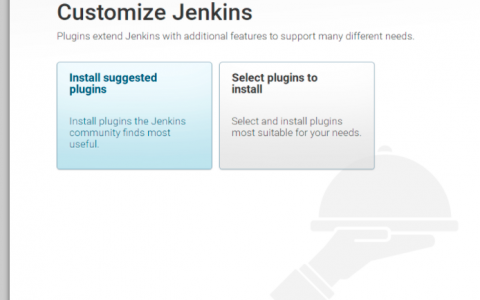 Customize Jenkins
Plugins extend Jenkins with additional features to support many different needs.
Install suggested
plugins
Install plugins the Jenkins
community finds most
useful.
Select plugins to
install
Select and install plugins
most suitable for your needs.